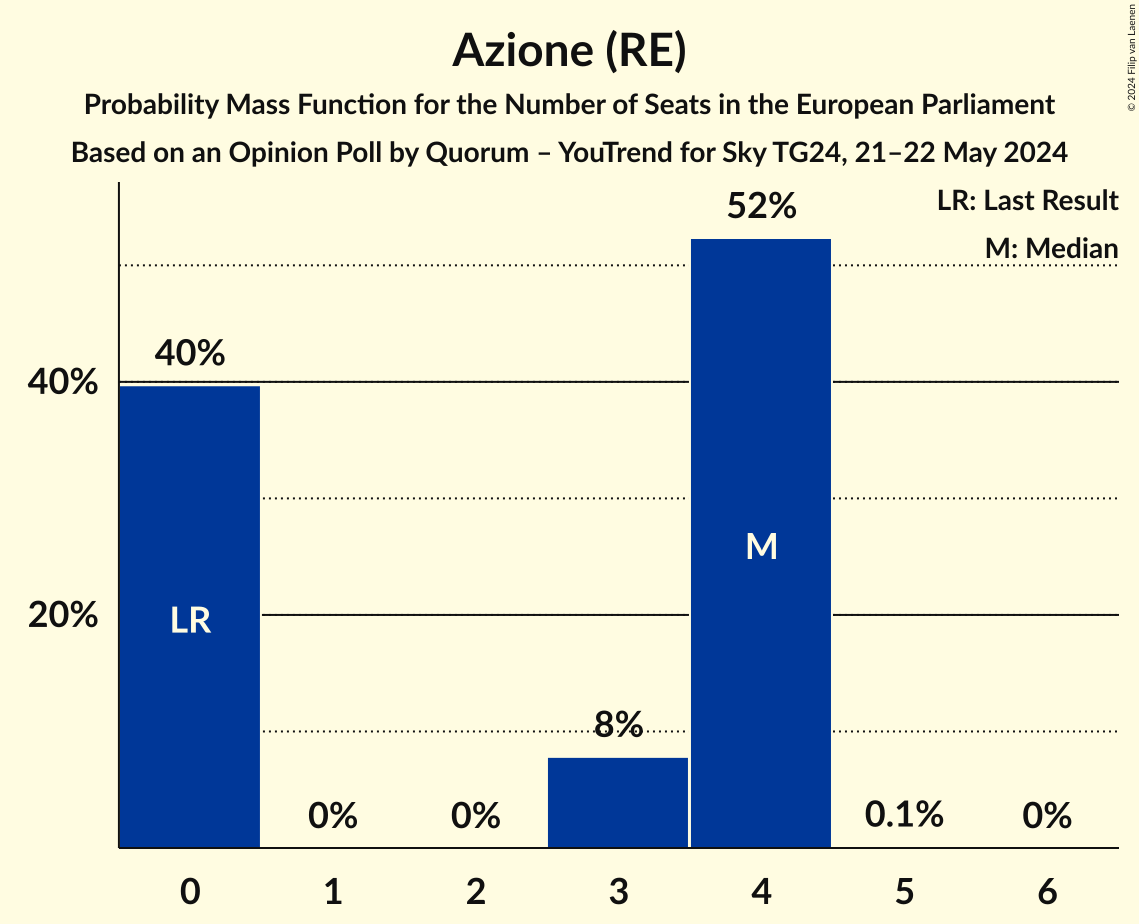 Azione (RE)
Probability Mass Function for the Number of Seats in the European Parliament
Based on an Opinion Poll by Quorum – YouTrend for Sky TG24, 21–22 May 2024
© 2024 Filip van Laenen
LR: Last Result
M: Median
52%
40%
40%
M
20%
LR
8%
0%
0%
0.1%
0%
0
1
2
3
4
5
6